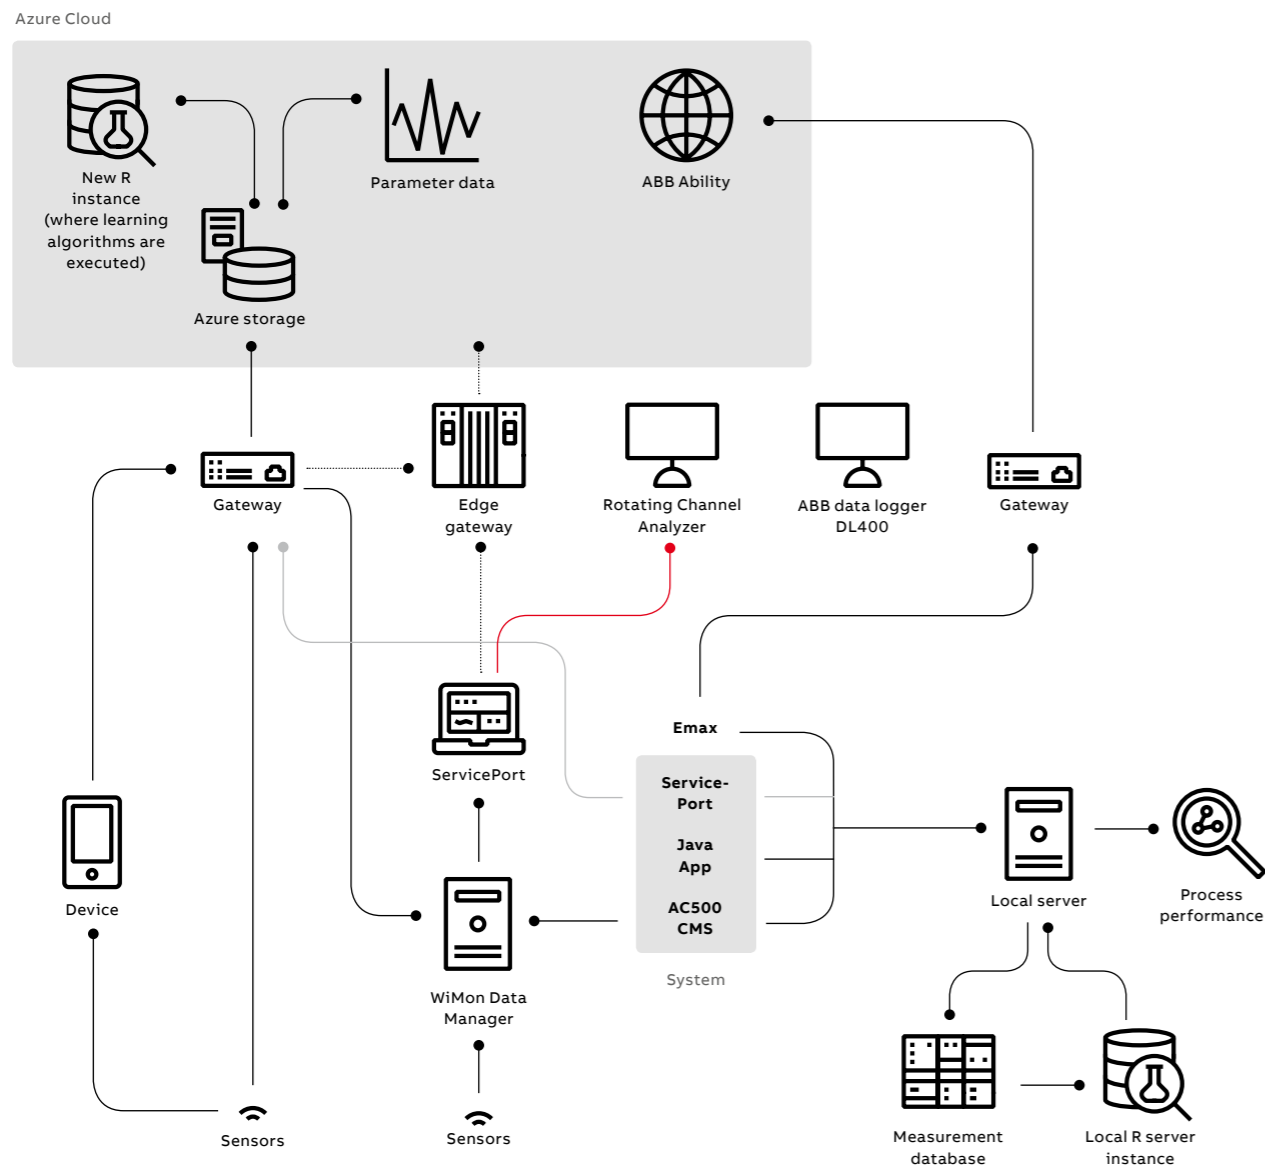 Azure Cloud
New R
instance
(where learning
algorithms are
executed)
Parameter data
ABB Ability
Azure storage
Gateway
Edge
gateway
Rotating Channel
Analyzer
ABB data logger
DL400
Gateway
ServicePort
Emax
Service-
Port
Java
App
AC500
CMS
System
Device
WiMon Data
Manager
Local server
Process
performance
Sensors
Sensors
Measurement
database
Local R server
instance